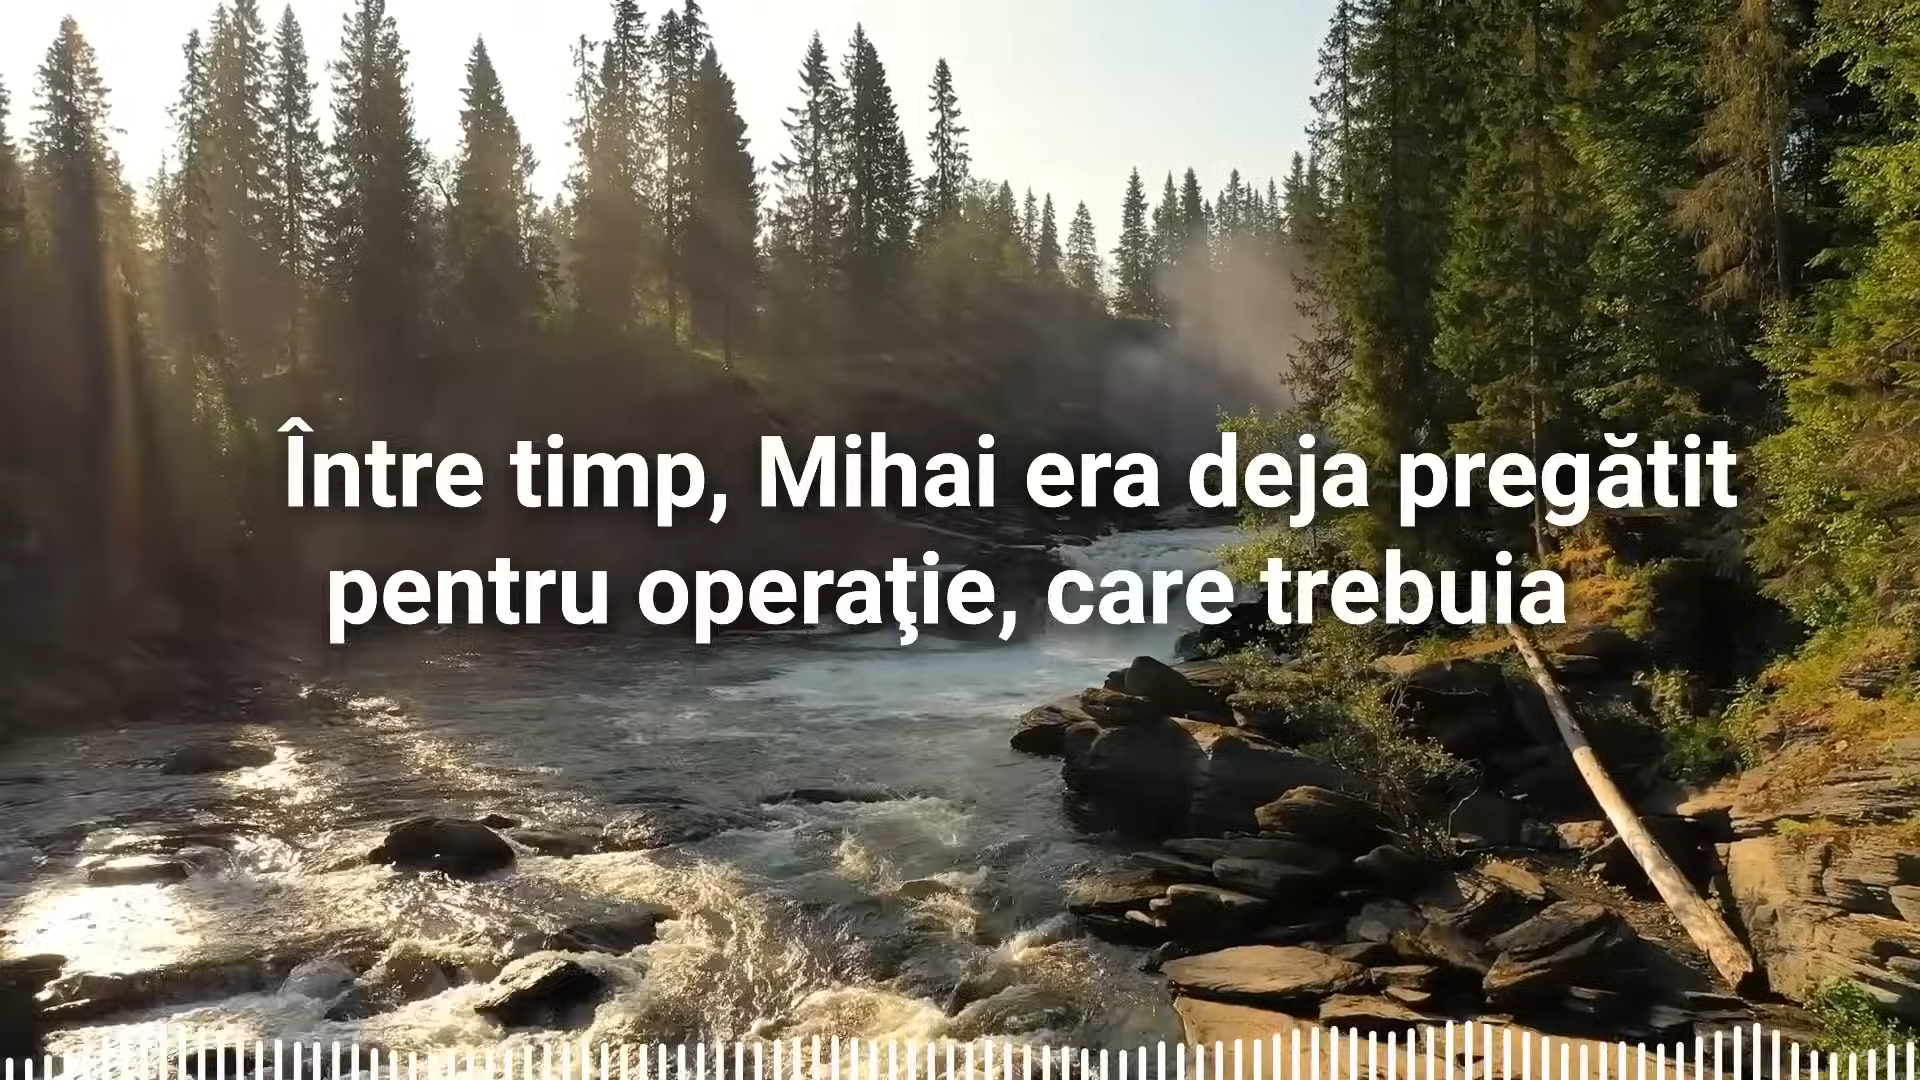 Între timp, Mihai era deja pregătit
pentru operaţie, care trebuia